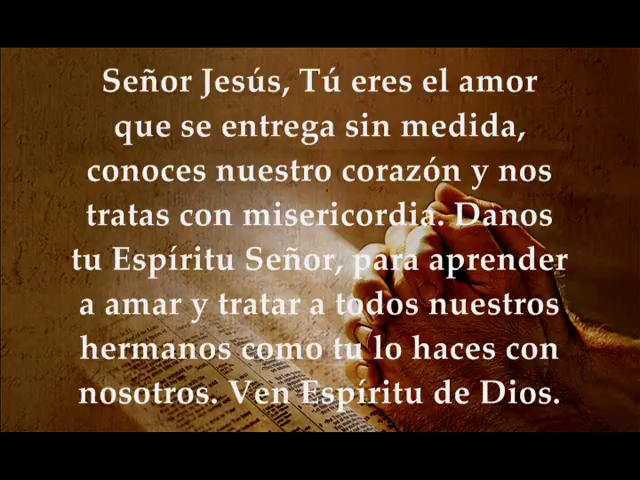 Señor Jesús, Tú eres el amor
que se entrega sin medida,
conoces nuestro corazón y nos
tratas con misericordia. Danos
tu Espíritu Señor, para aprender
a amar y tratar a todos nuestros
hermanos como tu lo haces con
nosotros. Ven Espíritu de Dios.